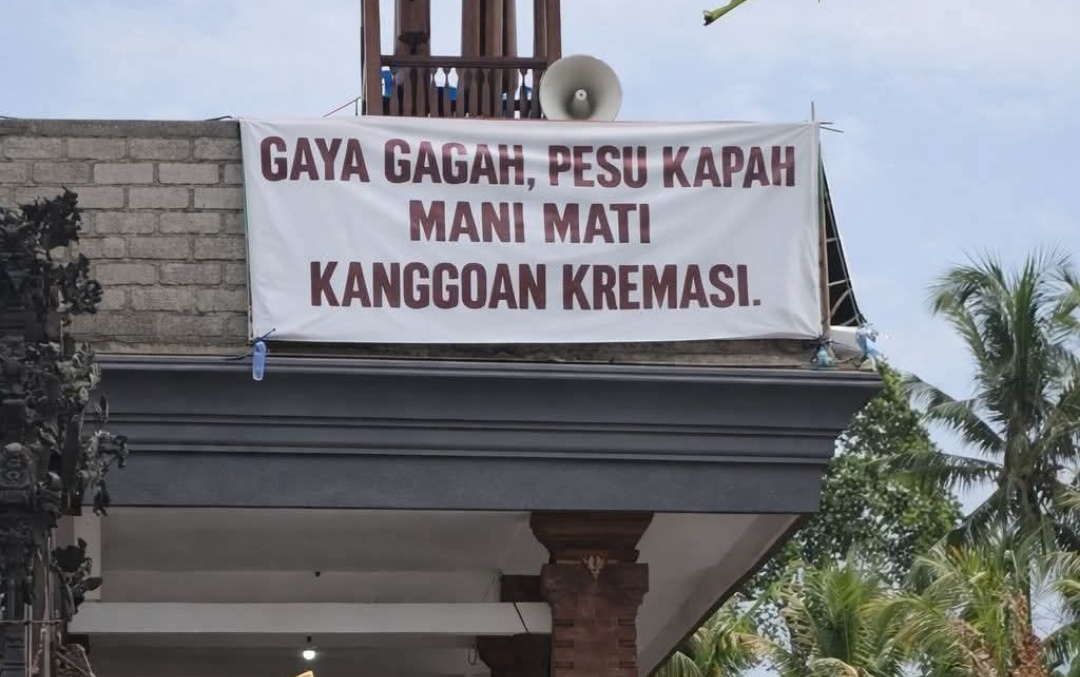 GAYA GAGAH, PESU KAPAH
MANI MATI
KANGGOAN KREMASI.